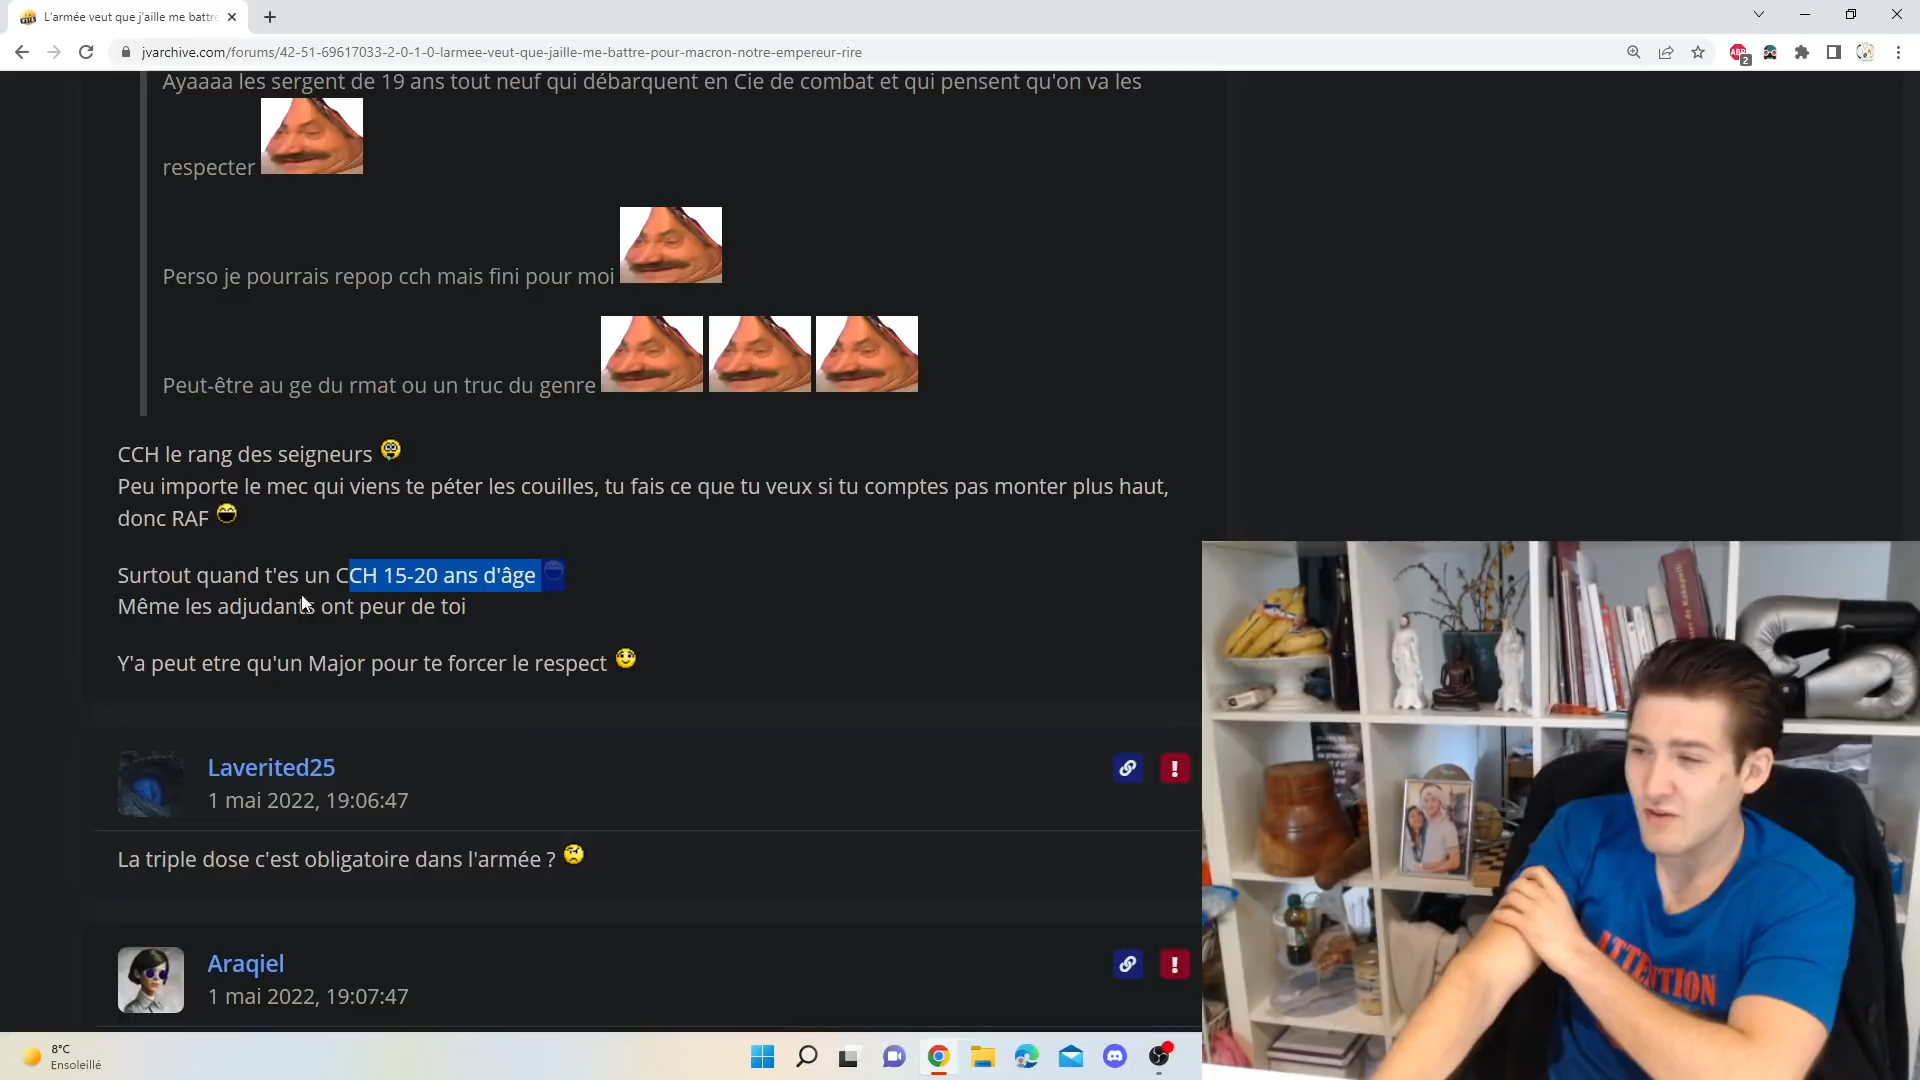 L'armée veut que j'aille me battre
jvarchive.com/forums/42-51-69617033-2-0-1-0-larmee-veut-que-jaille-me-battre-pour-macron-notre-empereur-rire
2
Ayaaaa les sergent de 19 ans tout neuf qui débarquent en Cie de combat et qui pensent qu'on va les
respecter
Perso je pourrais repop cch mais fini pour moi
Peut-être au ge du rmat ou un truc du genre
CCH le rang des seigneurs
Peu importe le mec qui viens te péter les couilles, tu fais ce que tu veux si tu comptes pas monter plus haut,
donc RAF
Surtout quand t'es un CCH 15-20 ans d'âge
Même les adjudants ont peur de toi
Y'a peut etre qu'un Major pour te forcer le respect
Laverited25
1 mai 2022, 19:06:47
La triple dose c'est obligatoire dans l'armée ?
Araqiel
1 mai 2022, 19:07:47
ATTENTION
8°C
Ensoleillé